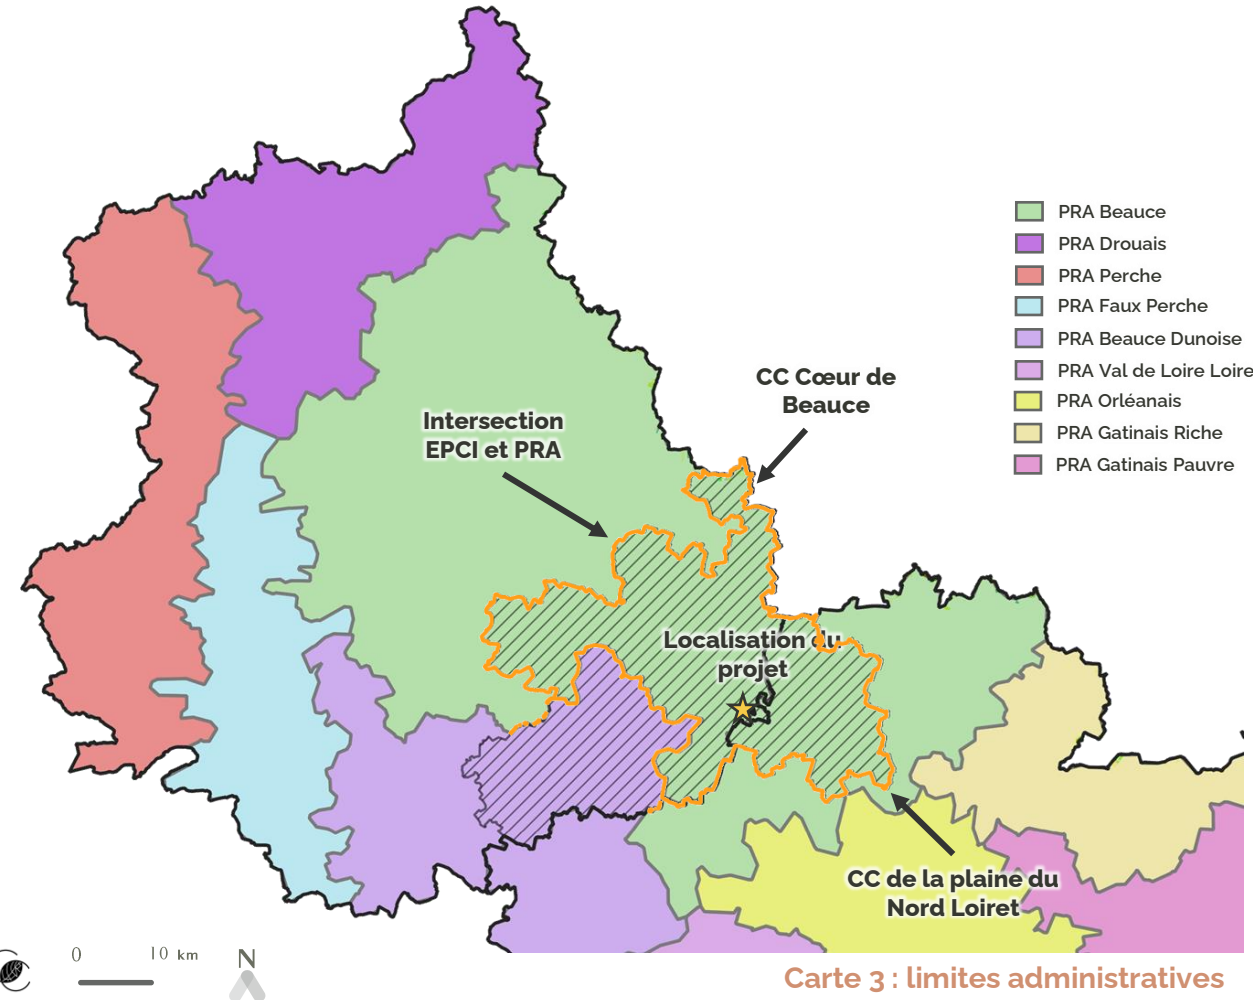 PRA Beauce
PRA Drouais
PRA Perche
PRA Faux Perche
PRA Beauce Dunoise
PRA Val de Loire Loire
PRA Orléanais
PRA Gatinais Riche
PRA Gatinais Pauvre
CC Cœur de
Beauce
Intersection
EPCI et PRA
Localisation du
projet
CC de la plaine du
Nord Loiret
0 10 km
N
Carte 3 : limites administratives